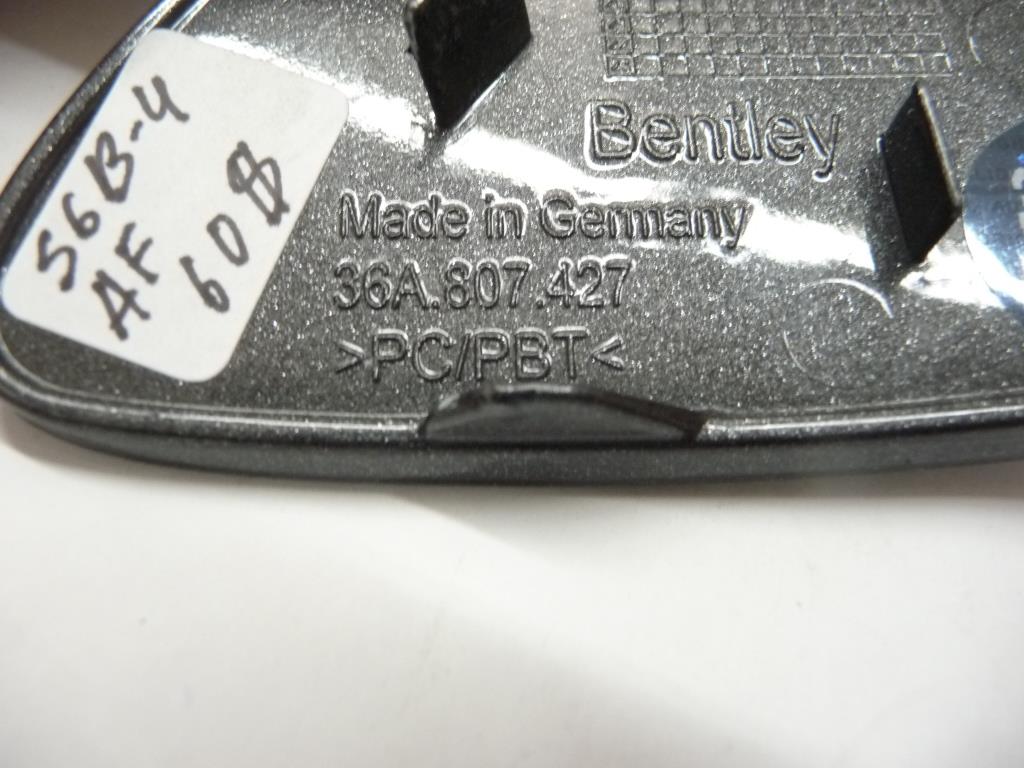 56B-4
AF
60$
Bentley
Made in Germany
36A.807.427
>PC/PBT<